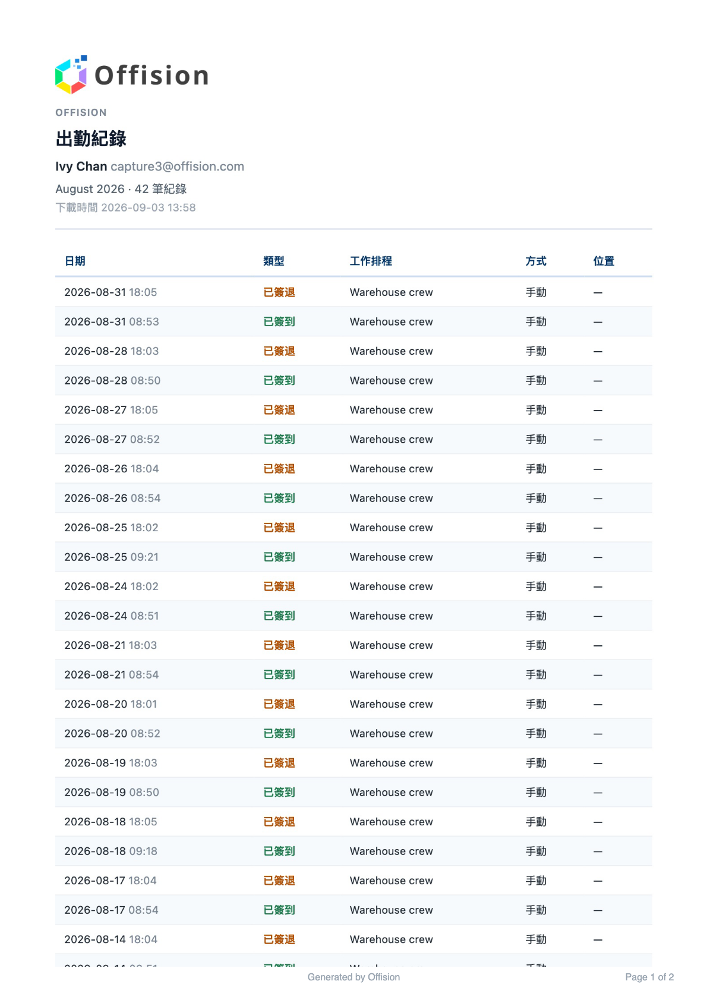 Offision
OFFISION
出勤紀錄
Ivy Chan capture3@offision.com
August 2026 · 42 筆紀錄
下載時間 2026-09-03 13:58
日期 類型 工作排程 方式 位置
2026-08-31 18:05 已簽退 Warehouse crew 手動 —
2026-08-31 08:53 已簽到 Warehouse crew 手動 —
2026-08-28 18:03 已簽退 Warehouse crew 手動 —
2026-08-28 08:50 已簽到 Warehouse crew 手動 —
2026-08-27 18:05 已簽退 Warehouse crew 手動 —
2026-08-27 08:52 已簽到 Warehouse crew 手動 —
2026-08-26 18:04 已簽退 Warehouse crew 手動 —
2026-08-26 08:54 已簽到 Warehouse crew 手動 —
2026-08-25 18:02 已簽退 Warehouse crew 手動 —
2026-08-25 09:21 已簽到 Warehouse crew 手動 —
2026-08-24 18:02 已簽退 Warehouse crew 手動 —
2026-08-24 08:51 已簽到 Warehouse crew 手動 —
2026-08-21 18:03 已簽退 Warehouse crew 手動 —
2026-08-21 08:54 已簽到 Warehouse crew 手動 —
2026-08-20 18:01 已簽退 Warehouse crew 手動 —
2026-08-20 08:52 已簽到 Warehouse crew 手動 —
2026-08-19 18:03 已簽退 Warehouse crew 手動 —
2026-08-19 08:50 已簽到 Warehouse crew 手動 —
2026-08-18 18:05 已簽退 Warehouse crew 手動 —
2026-08-18 09:18 已簽到 Warehouse crew 手動 —
2026-08-17 18:04 已簽退 Warehouse crew 手動 —
2026-08-17 08:54 已簽到 Warehouse crew 手動 —
2026-08-14 18:04 已簽退 Warehouse crew 手動 —
Generated by Offision Page 1 of 2